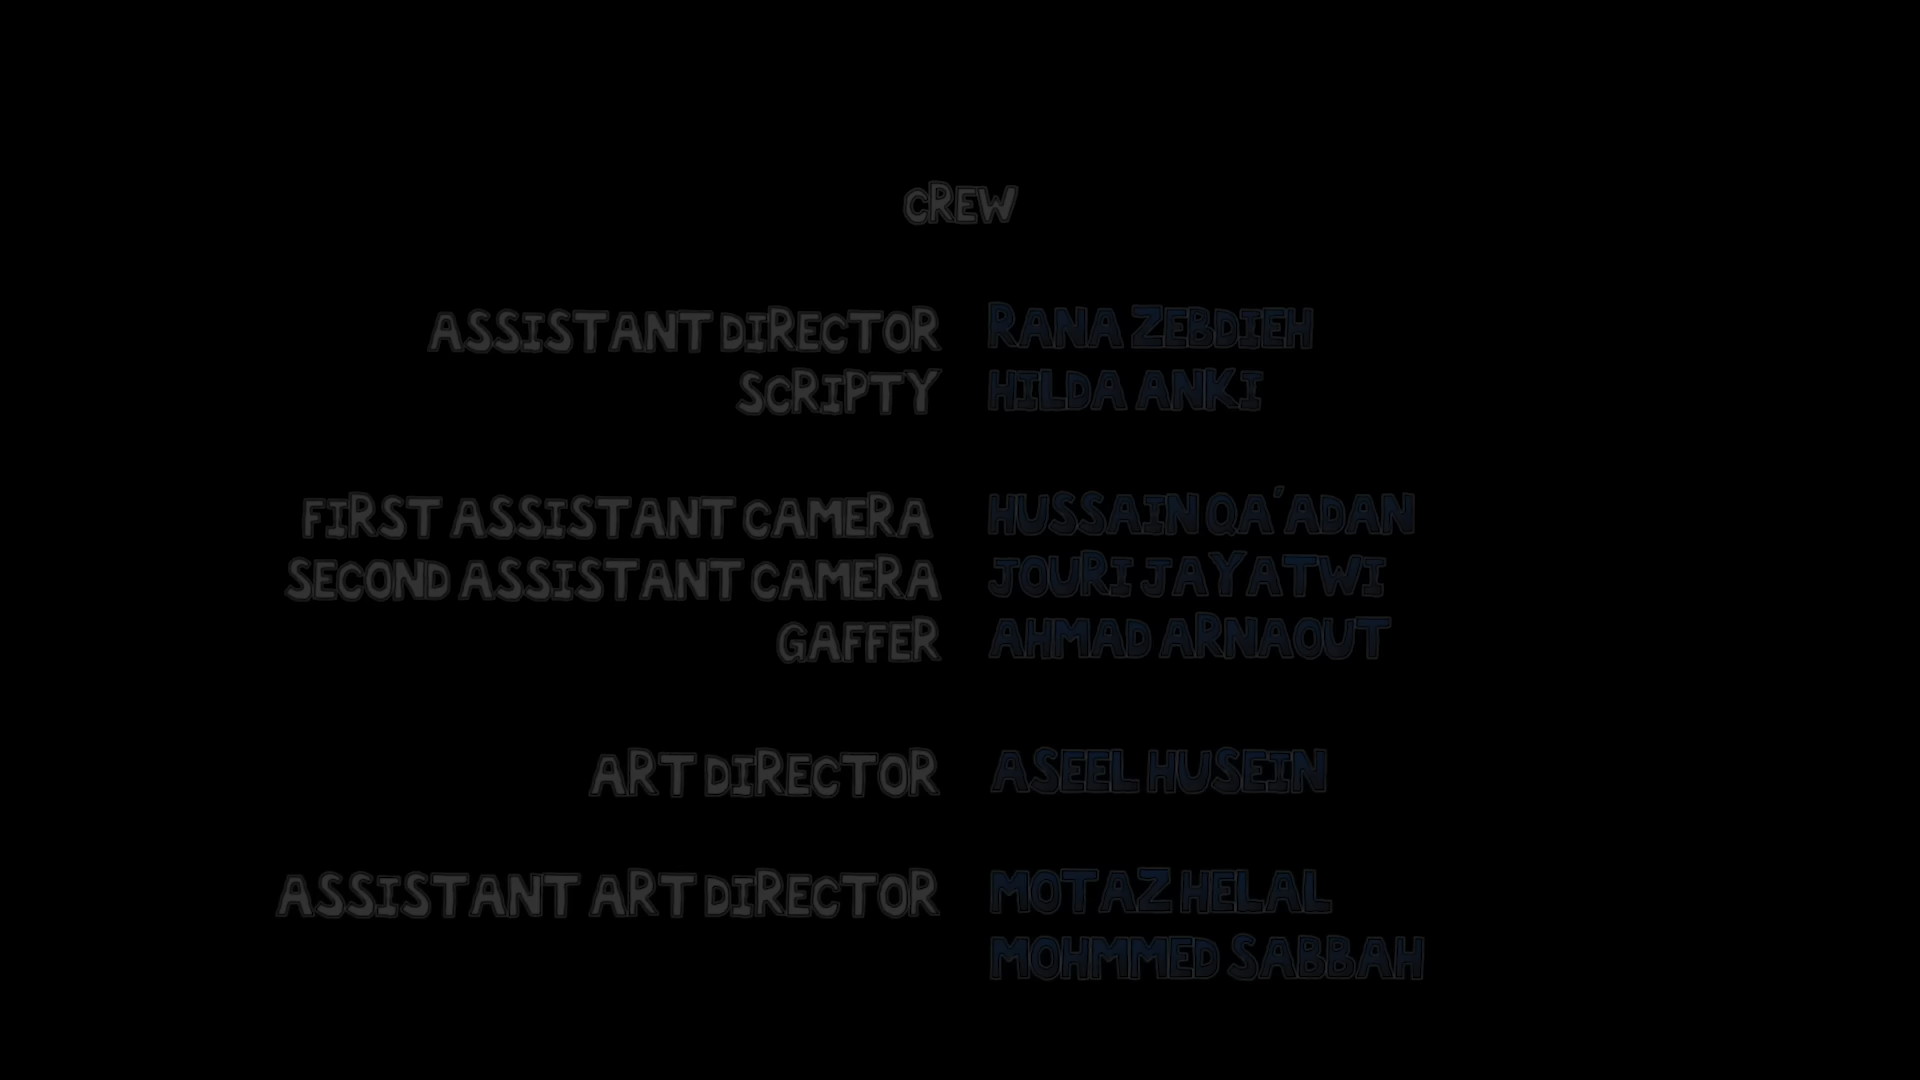 CREW
ASSISTANT DIRECTOR RANA ZEBDIEH
SCRIPTY HILDA ANKI
FIRST ASSISTANT CAMERA HUSSAIN QA'ADAN
SECOND ASSISTANT CAMERA JOURI JAYATWI
GAFFER AHMAD ARNAOUT
ART DIRECTOR ASEEL HUSEIN
ASSISTANT ART DIRECTOR MOTAZ HELAL
MOHMMED SABBAH